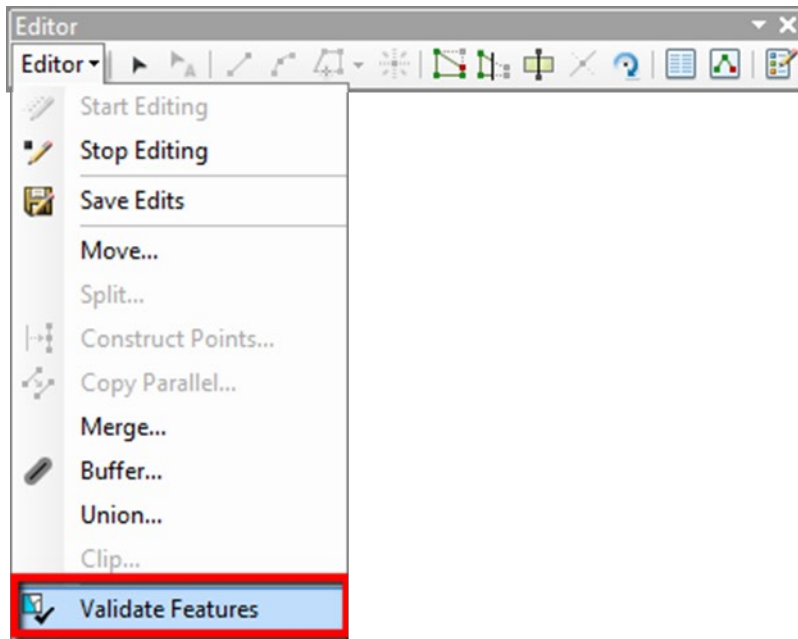 Editor
Editor
Start Editing
Stop Editing
Save Edits
Move...
Split...
Construct Points...
Copy Parallel...
Merge...
Buffer...
Union...
Clip...
Validate Features